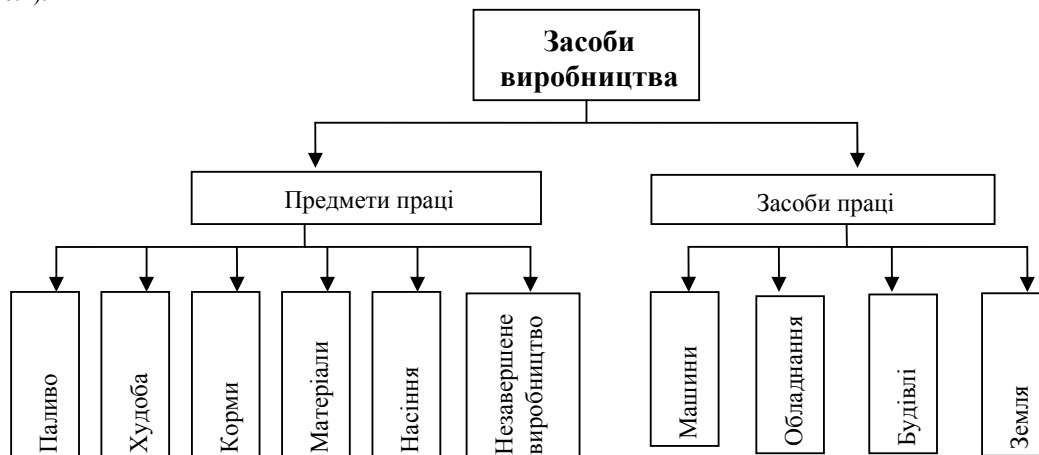 Засоби
виробництва
Предмети праці
Засоби праці
Паливо
Худоба
Корми
Матеріали
Насіння
Незавершене
виробництво
Машини
Обладнання
Будівлі
Земля